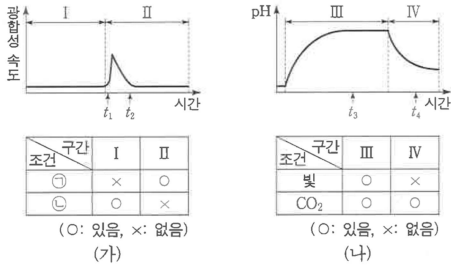 광합성 속도
I
II
시간
t₁
t₂
구간
조건
I
II
㉠
×
○
㉡
○
×
(○: 있음, ×: 없음)
(가)
pH
III
IV
시간
t₃
t₄
구간
조건
III
IV
빛
○
×
CO₂
○
○
(○: 있음, ×: 없음)
(나)